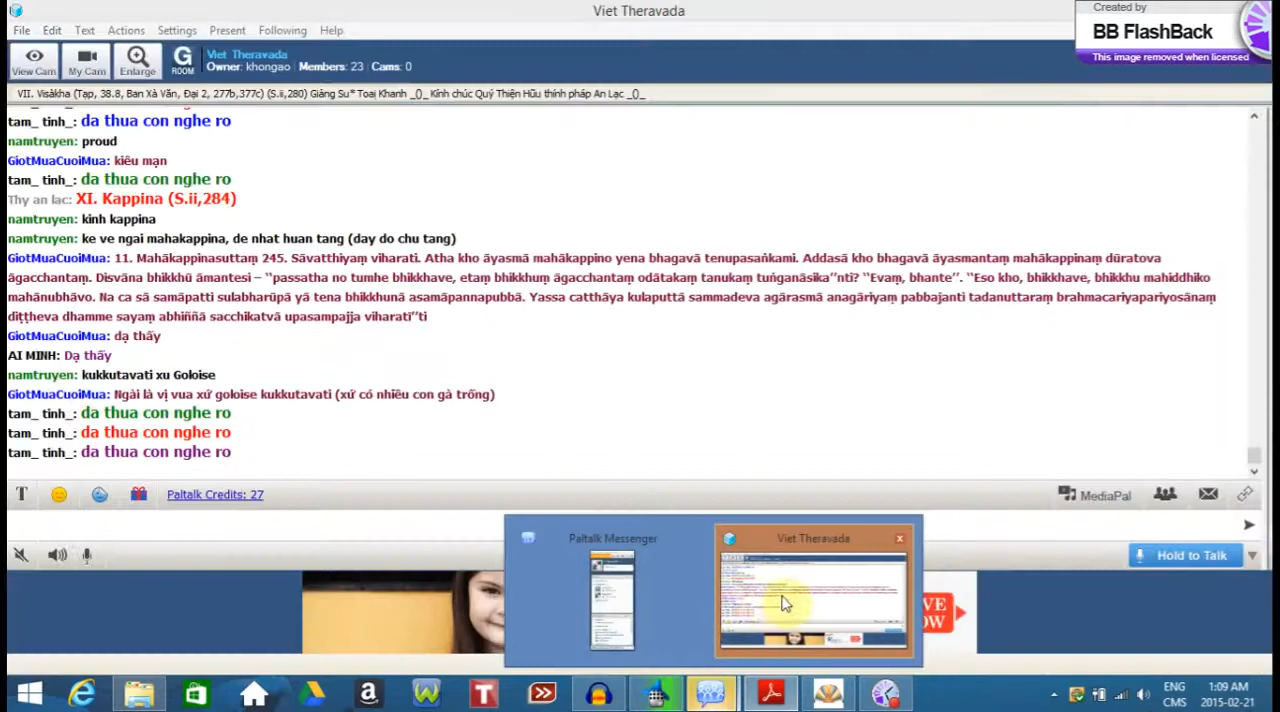 Viet Theravada
Created by
BB FlashBack
This image removed when licensed
File Edit Text Actions Settings Present Following Help
View Cam My Cam Enlarge G ROOM
Viet Theravada
Owner: khongao Members: 23 Cams: 0
VII. Visàkha (Tạp, 38.8, Ban Xà Văn, Ðại 2, 277b,377c) (S.ii,280) Giảng Sư* Toại Khanh _()_ Kính chúc Quý Thiện Hữu thính pháp An Lạc _()_
tam_ tinh_: da thua con nghe ro
namtruyen: proud
GiotMuaCuoiMua: kiêu mạn
tam_ tinh_: da thua con nghe ro
Thy an lac: XI. Kappina (S.ii,284)
namtruyen: kinh kappina
namtruyen: ke ve ngai mahakappina, de nhat huan tang (day do chu tang)
GiotMuaCuoiMua: 11. Mahākappinasuttaṃ 245. Sāvatthiyaṃ viharati. Atha kho āyasmā mahākappino yena bhagavā tenupasaṅkami. Addasā kho bhagavā āyasmantaṃ mahākappinaṃ dūratova
āgacchantaṃ. Disvāna bhikkhū āmantesi – “passatha no tumhe bhikkhave, etaṃ bhikkhuṃ āgacchantaṃ odātakaṃ tanukaṃ tuṅganāsika”nti? “Evaṃ, bhante”. “Eso kho, bhikkhave, bhikkhu mahiddhiko
mahānubhāvo. Na ca sā samāpatti sulabharūpā yā tena bhikkhunā asamāpannapubbā. Yassa catthāya kulaputtā sammadeva agārasmā anagāriyaṃ pabbajanti tadanuttaraṃ brahmacariyapariyosānaṃ
diṭṭheva dhamme sayaṃ abhiññā sacchikatvā upasampajja viharatī”ti
GiotMuaCuoiMua: dạ thấy
AI MINH: Dạ thấy
namtruyen: kukkutavati xu Goloise
GiotMuaCuoiMua: Ngài là vị vua xứ goloise kukkutavati (xứ có nhiều con gà trống)
tam_ tinh_: da thua con nghe ro
tam_ tinh_: da thua con nghe ro
tam_ tinh_: da thua con nghe ro
Paltalk Credits: 27
MediaPal
Paltalk Messenger
Viet Theravada
Hold to Talk
ENG 1:09 AM
CMS 2015-02-21